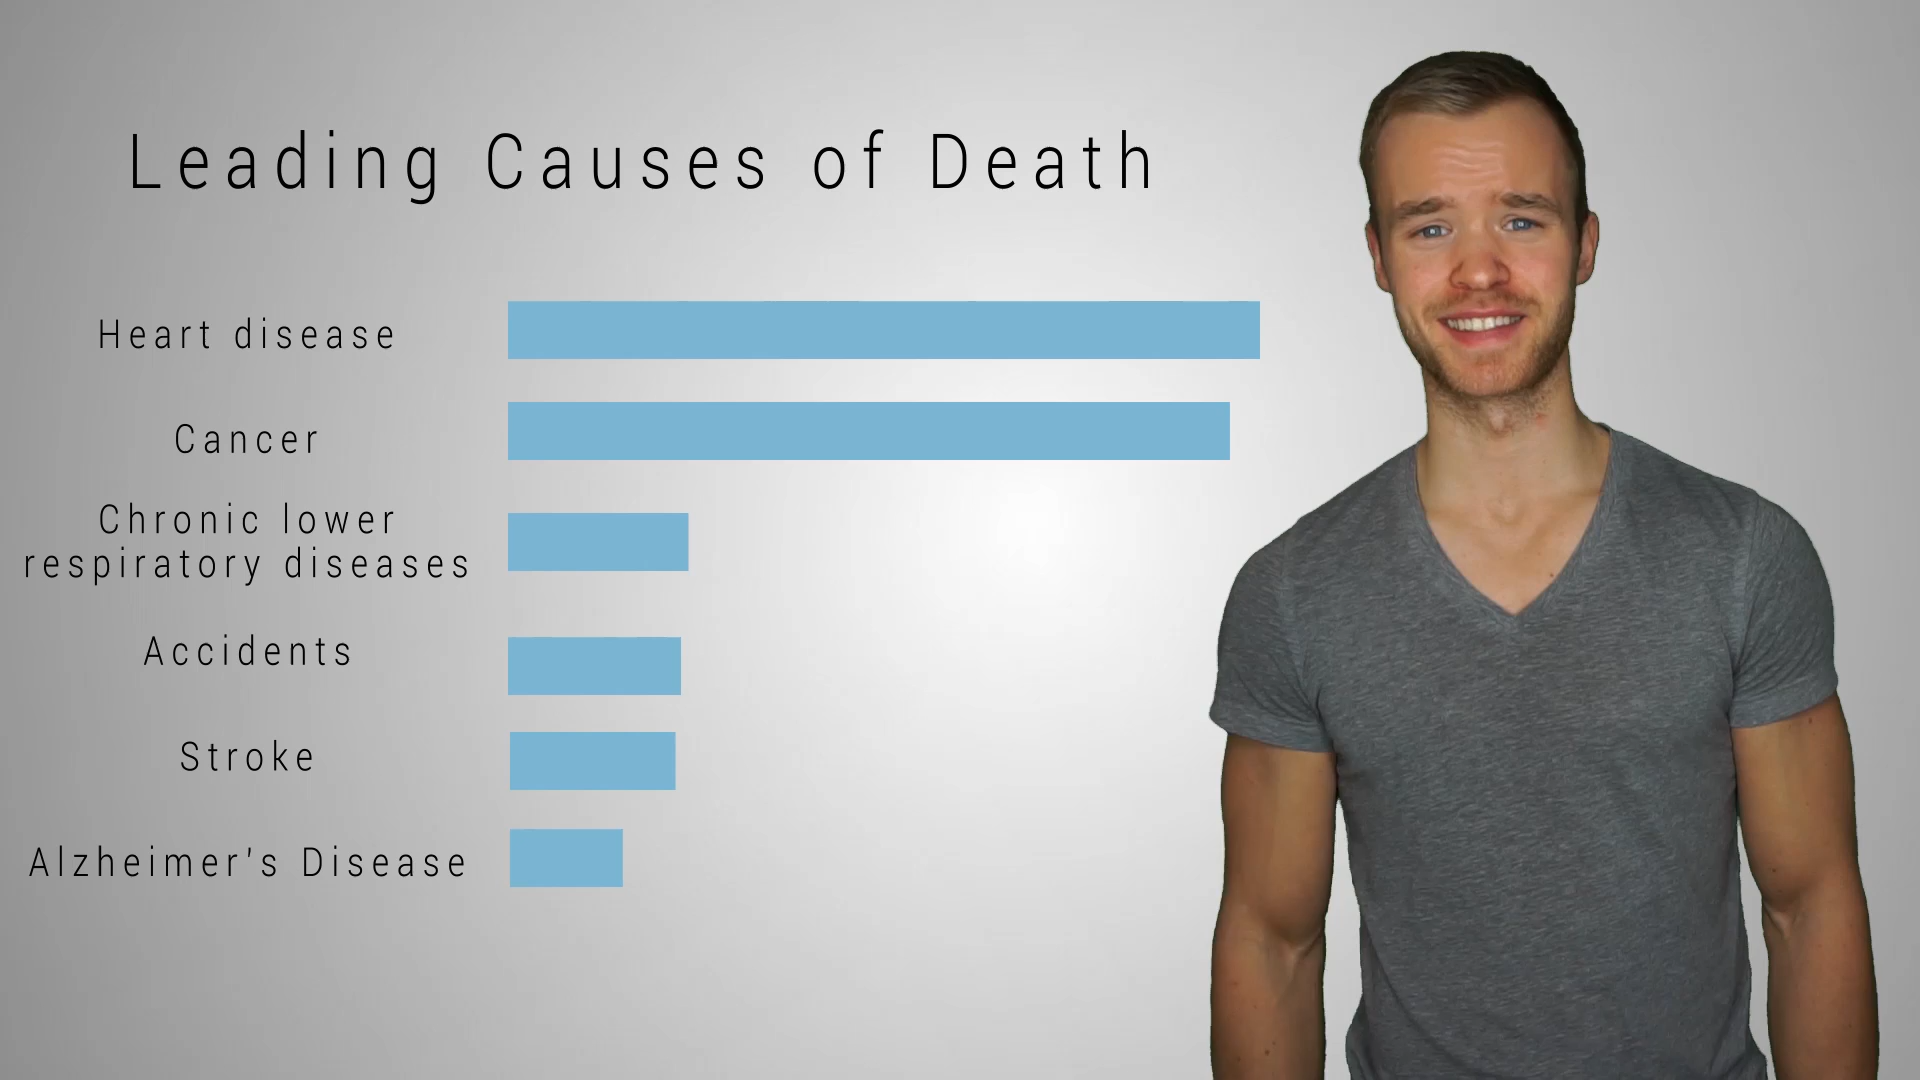 Leading Causes of Death
Heart disease
Cancer
Chronic lower
respiratory diseases
Accidents
Stroke
Alzheimer's Disease